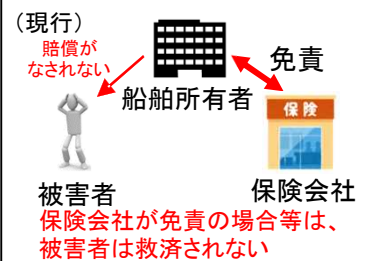 （現行）
賠償が
なされない
免責
船舶所有者
保険
被害者
保険会社
保険会社が免責の場合等は、
被害者は救済されない